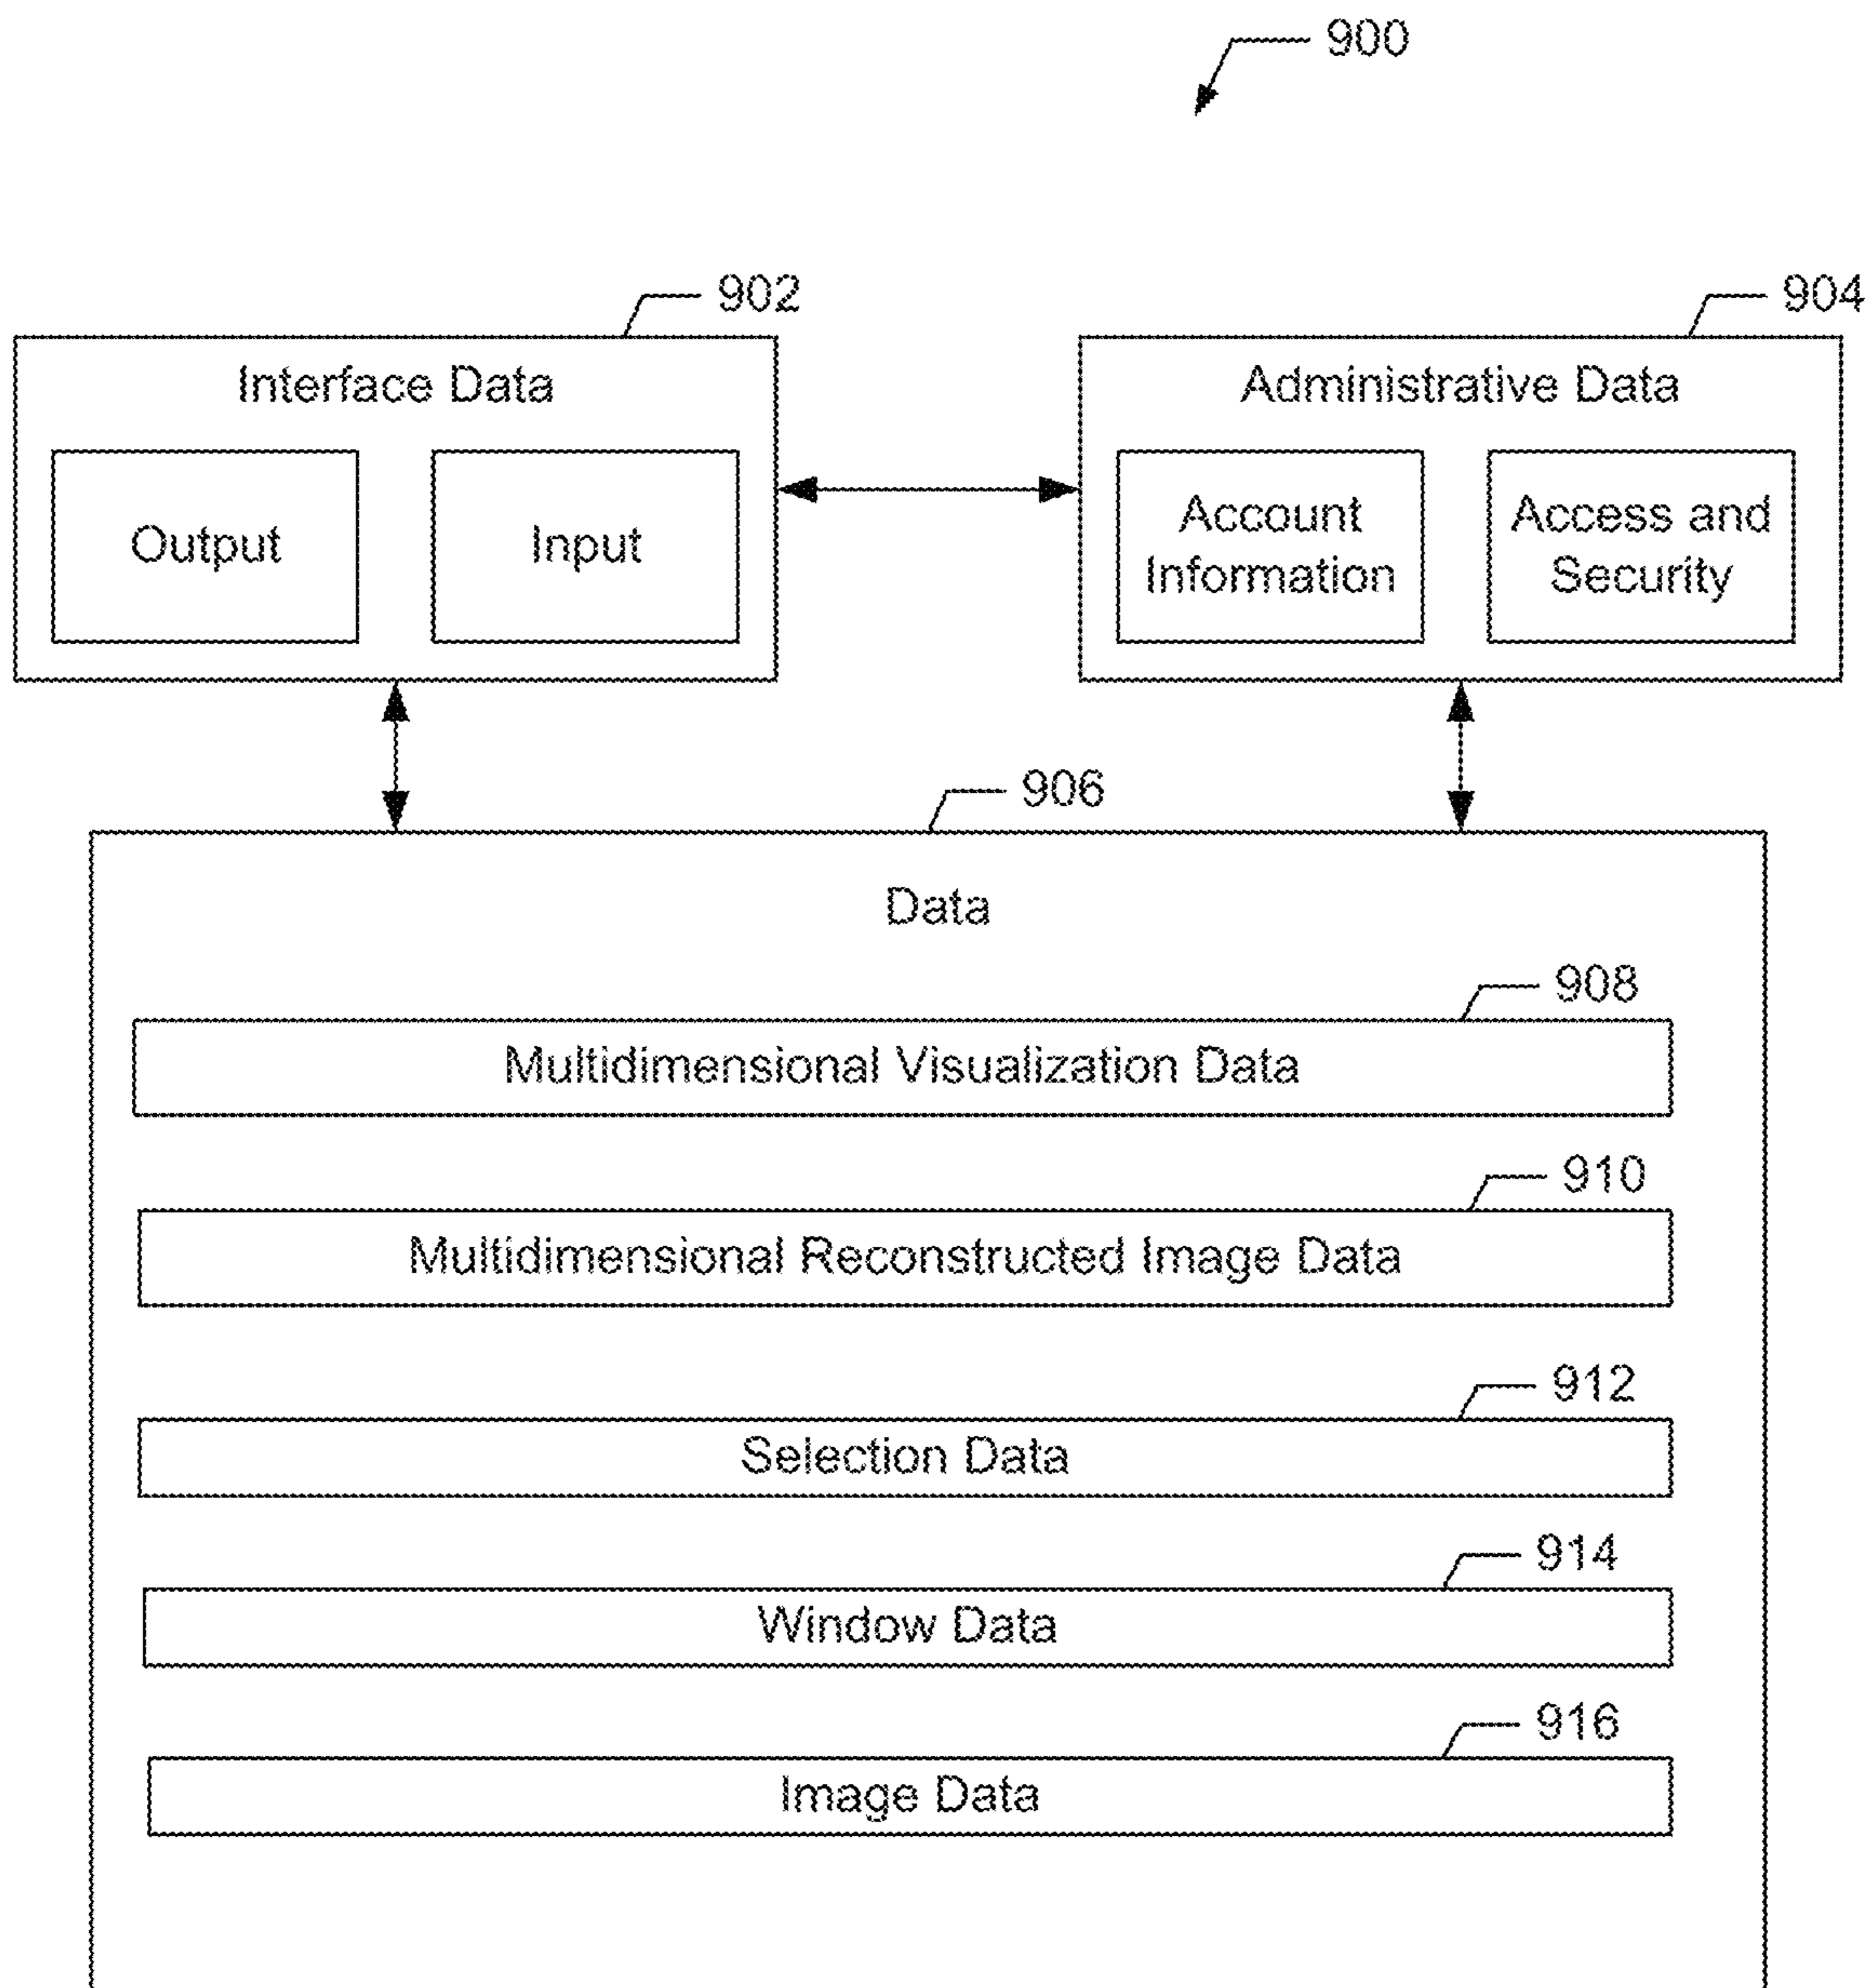 900
902
904
Interface Data
Administrative Data
Output
Input
Account
Information
Access and
Security
906
Data
908
Multidimensional Visualization Data
910
Multidimensional Reconstructed Image Data
912
Selection Data
914
Window Data
916
Image Data